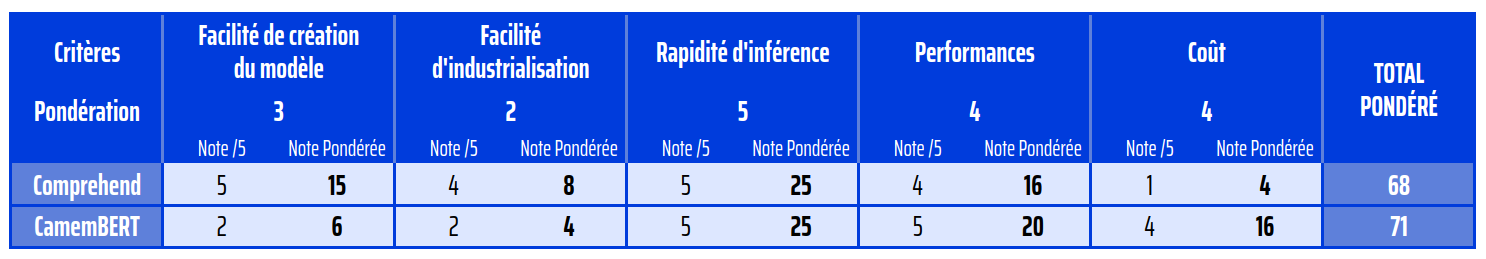 Critères Facilité de création du modèle Facilité d'industrialisation Rapidité d'inférence Performances Coût TOTAL PONDÉRÉ
Pondération 3 2 5 4 4
Note /5 Note Pondérée Note /5 Note Pondérée Note /5 Note Pondérée Note /5 Note Pondérée Note /5 Note Pondérée
Comprehend 5 15 4 8 5 25 4 16 1 4 68
CamemBERT 2 6 2 4 5 25 5 20 4 16 71